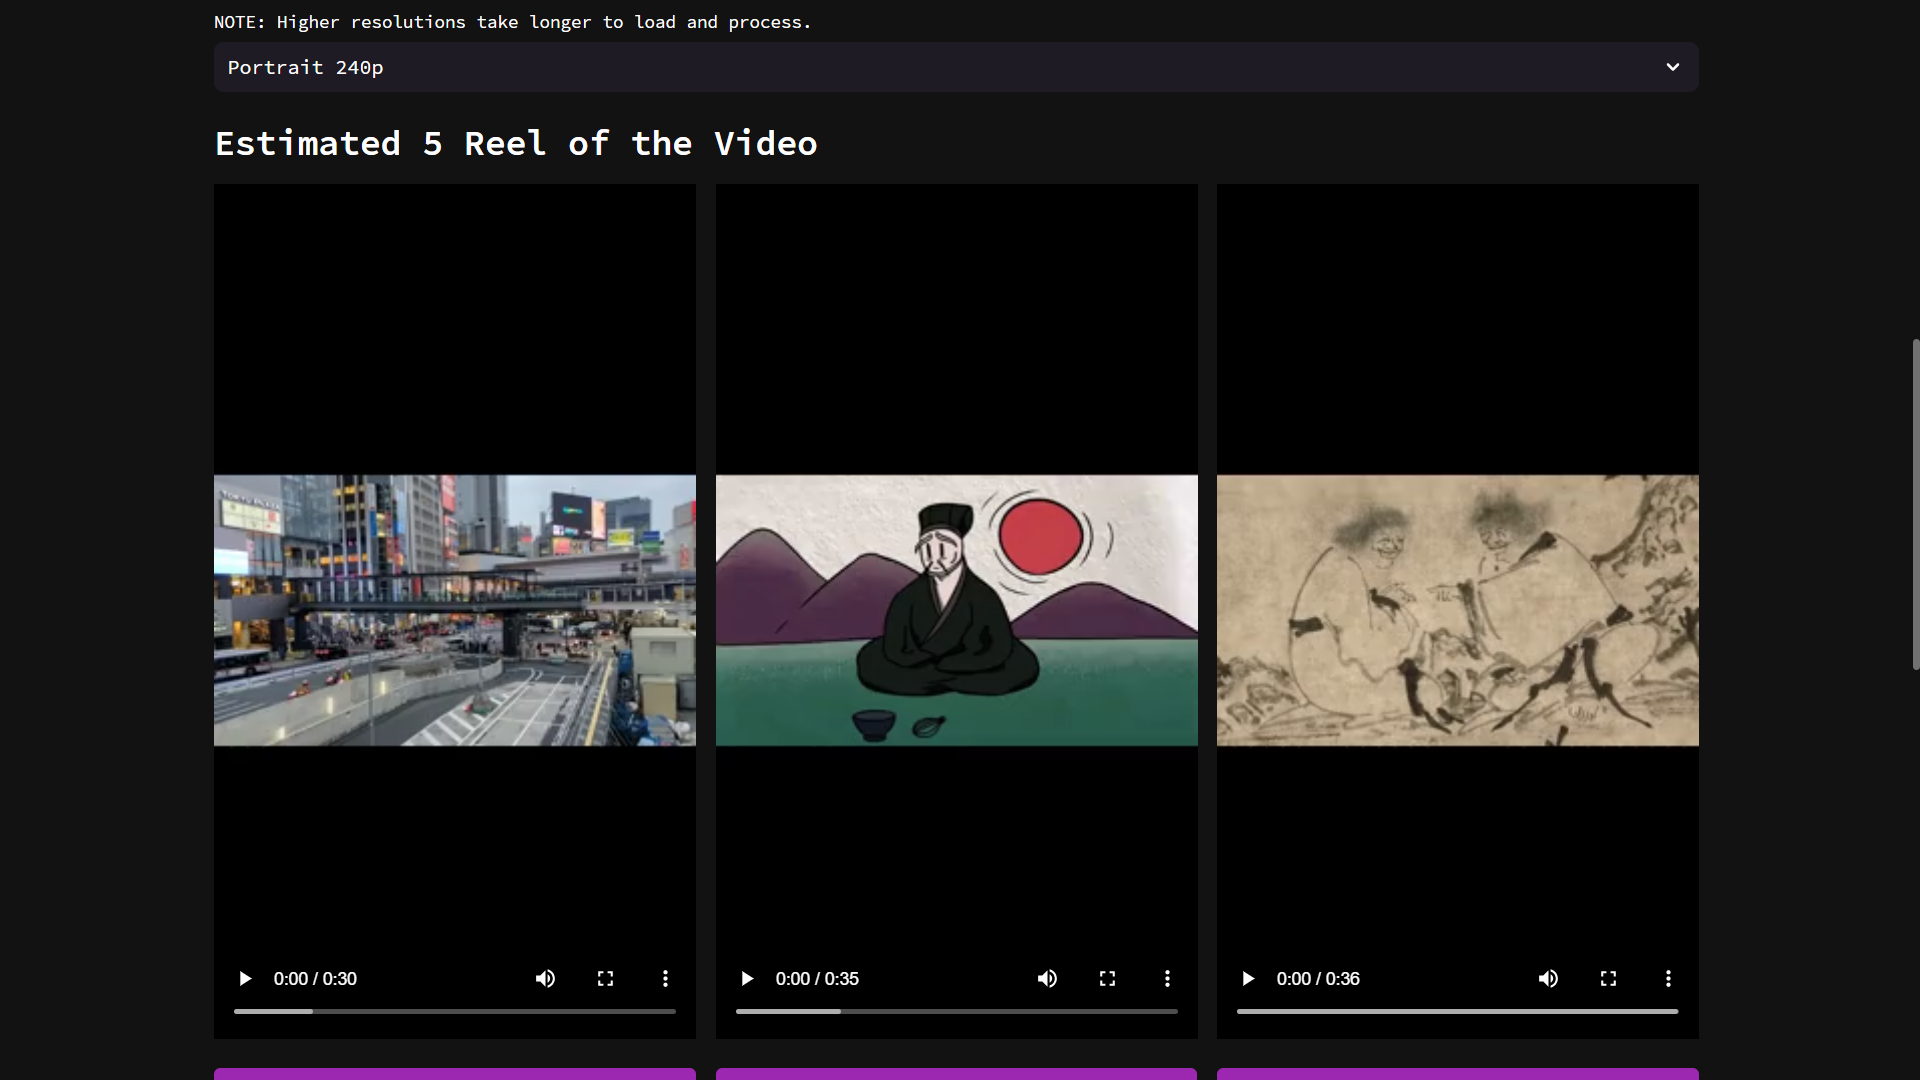 NOTE: Higher resolutions take longer to load and process.
Portrait 240p
Estimated 5 Reel of the Video
0:00 / 0:30
0:00 / 0:35
0:00 / 0:36